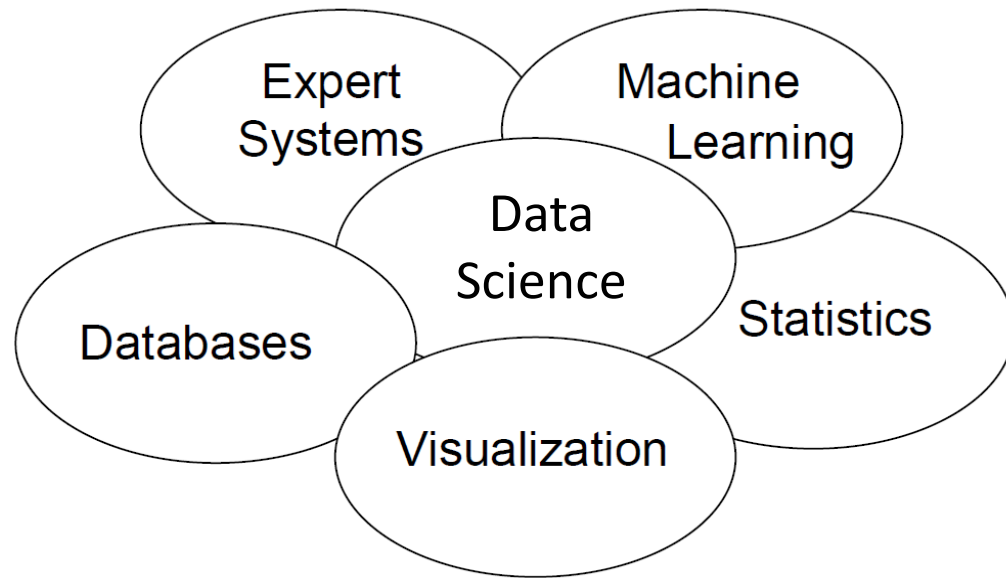 Expert
Systems
Machine
Learning
Data
Science
Databases
Statistics
Visualization